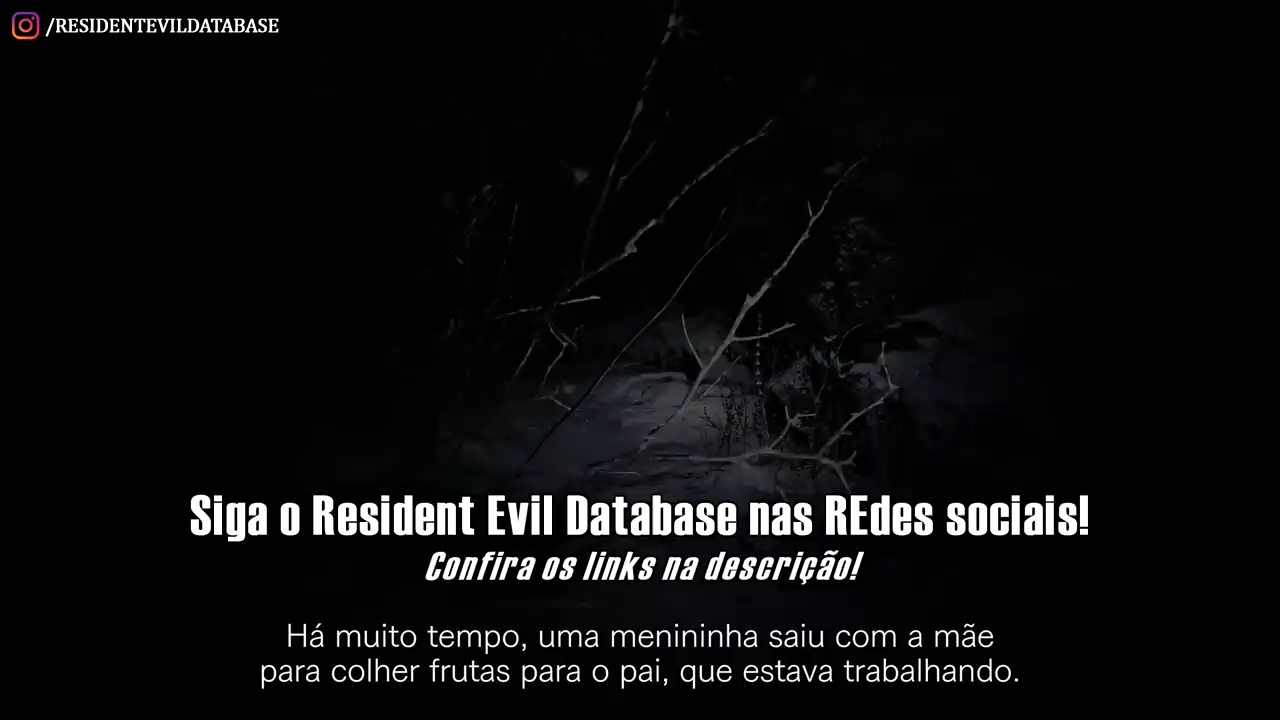 /RESIDENTEVILDATABASE
Siga o Resident Evil Database nas REdes sociais!
Confira os links na descrição!
Há muito tempo, uma menininha saiu com a mãe
para colher frutas para o pai, que estava trabalhando.